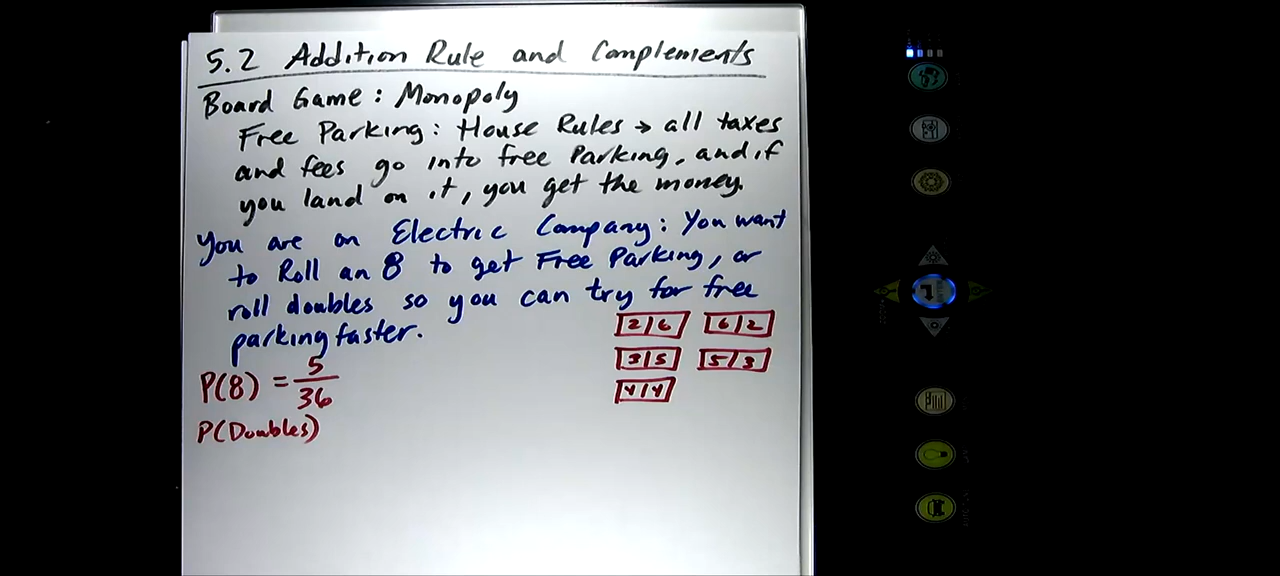 5.2 Addition Rule and Complements
Board Game: Monopoly
Free Parking: House Rules → all taxes
and fees go into free Parking, and if
you land on it, you get the money.
You are on Electric Company: You want
to Roll an 8 to get Free Parking, or
roll doubles so you can try for free
parking faster.
2/6 6/2
3/5 5/3
4/4
P(8) = 5/36
P(Doubles)